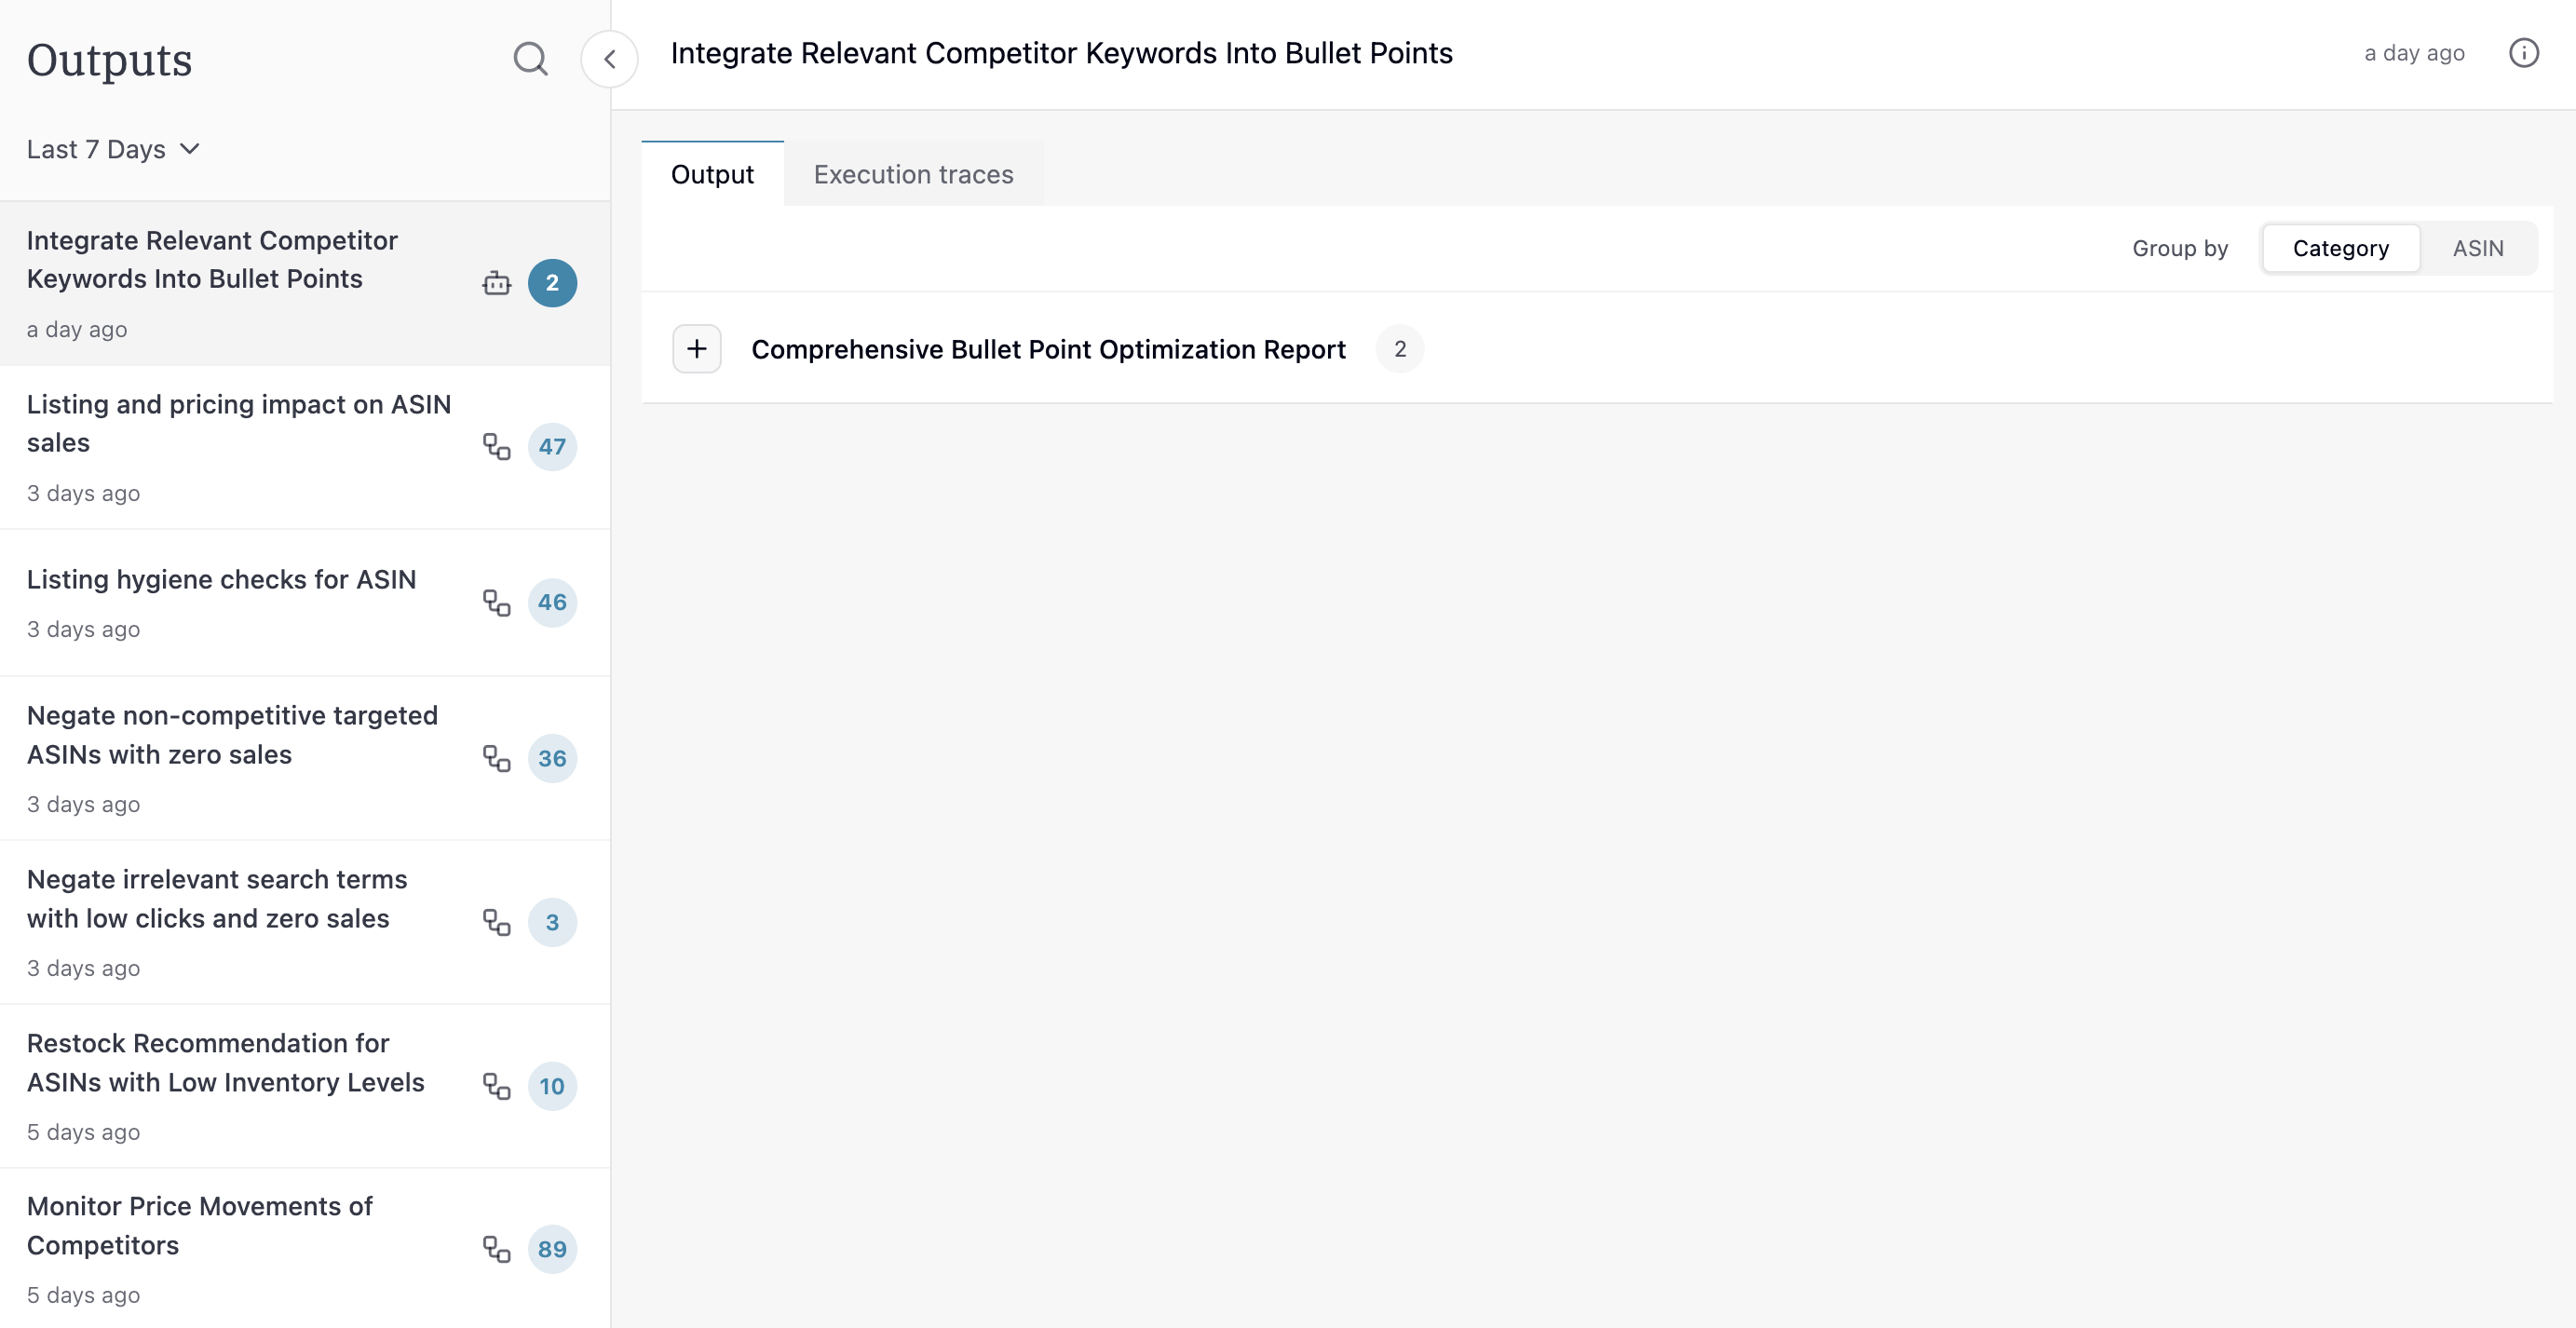 Outputs
Last 7 Days
Integrate Relevant Competitor
Keywords Into Bullet Points
2
a day ago
Listing and pricing impact on ASIN
sales
47
3 days ago
Listing hygiene checks for ASIN
46
3 days ago
Negate non-competitive targeted
ASINs with zero sales
36
3 days ago
Negate irrelevant search terms
with low clicks and zero sales
3
3 days ago
Restock Recommendation for
ASINs with Low Inventory Levels
10
5 days ago
Monitor Price Movements of
Competitors
89
5 days ago
Integrate Relevant Competitor Keywords Into Bullet Points
a day ago
Output
Execution traces
Group by
Category
ASIN
Comprehensive Bullet Point Optimization Report
2